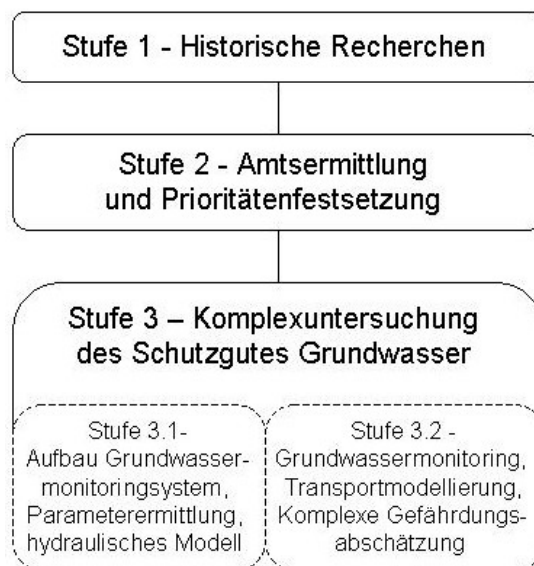 Stufe 1 - Historische Recherchen
Stufe 2 - Amtsermittlung
und Prioritätenfestsetzung
Stufe 3 – Komplexuntersuchung
des Schutzgutes Grundwasser
Stufe 3.1-
Aufbau Grundwasser-
monitoringsystem,
Parameterermittlung,
hydraulisches Modell
Stufe 3.2 -
Grundwassermonitoring,
Transportmodellierung,
Komplexe Gefährdungs-
abschätzung